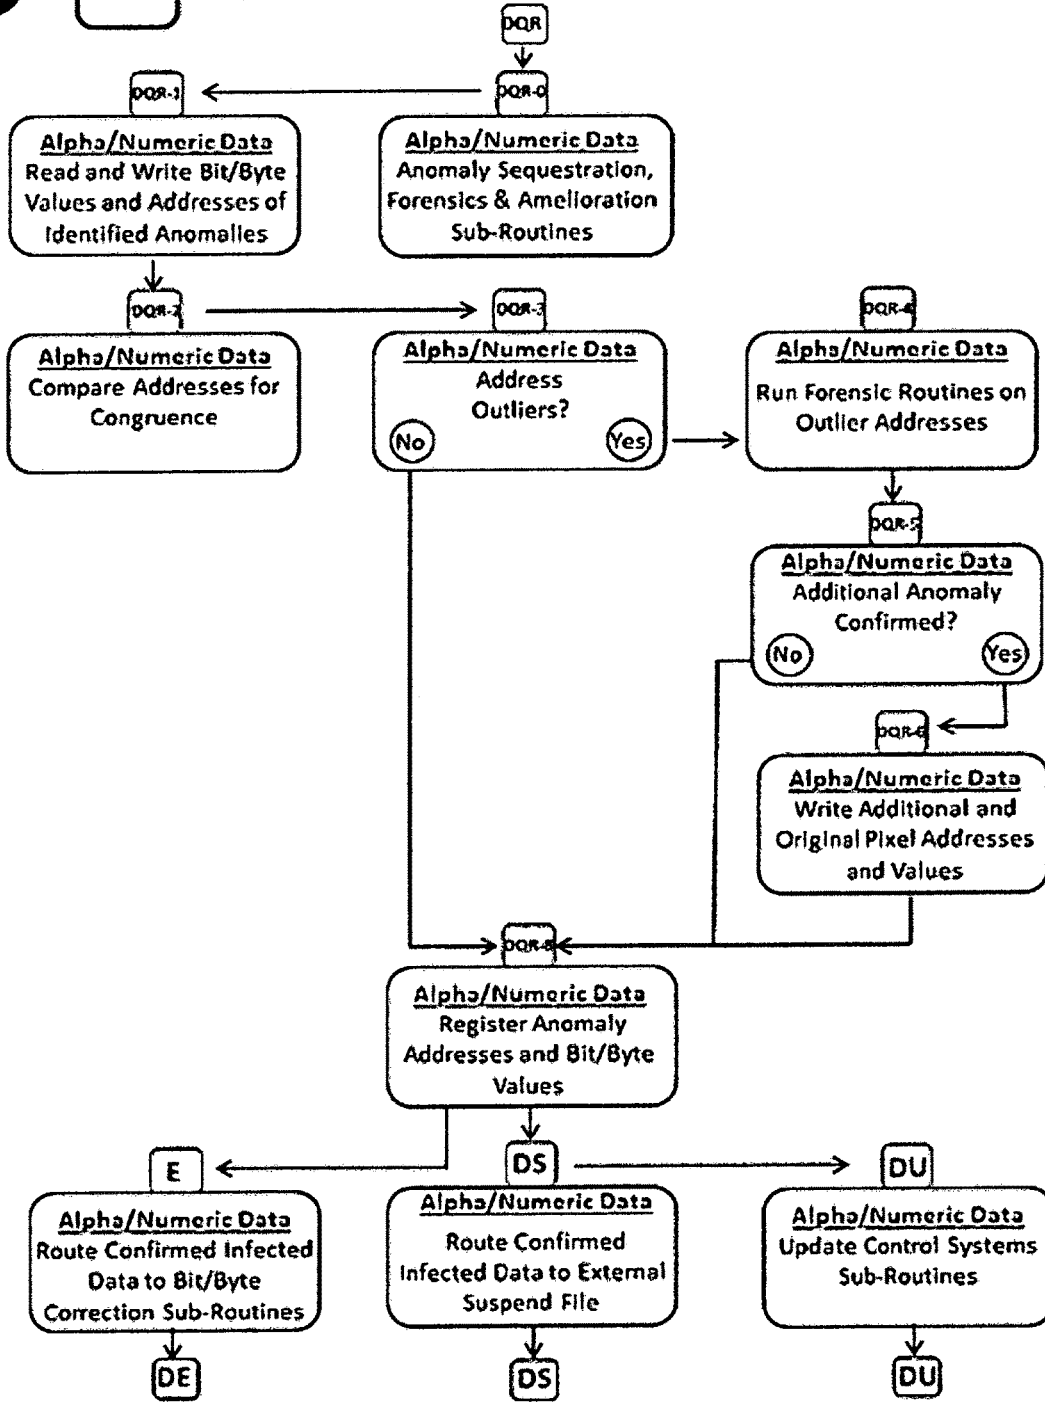 DQR
DQR-1
DQR-0
Alpha/Numeric Data
Read and Write Bit/Byte
Values and Addresses of
Identified Anomalies
Alpha/Numeric Data
Anomaly Sequestration,
Forensics & Amelioration
Sub-Routines
DQR-2
DQR-3
DQR-4
Alpha/Numeric Data
Compare Addresses for
Congruence
Alpha/Numeric Data
Address
Outliers?
No
Yes
Alpha/Numeric Data
Run Forensic Routines on
Outlier Addresses
DQR-5
Alpha/Numeric Data
Additional Anomaly
Confirmed?
No
Yes
DQR-6
Alpha/Numeric Data
Write Additional and
Original Pixel Addresses
and Values
Alpha/Numeric Data
Register Anomaly
Addresses and Bit/Byte
Values
E
DS
DU
Alpha/Numeric Data
Route Confirmed Infected
Data to Bit/Byte
Correction Sub-Routines
Alpha/Numeric Data
Route Confirmed
Infected Data to External
Suspend File
Alpha/Numeric Data
Update Control Systems
Sub-Routines
DE
DS
DU